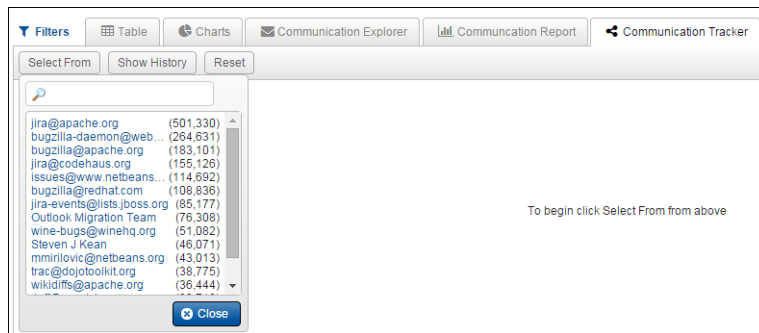 Filters Table Charts Communication Explorer Communcation Report Communication Tracker
Select From Show History Reset
jira@apache.org (501,330)
bugzilla-daemon@web... (264,631)
bugzilla@apache.org (183,101)
jira@codehaus.org (155,126)
issues@www.netbeans... (114,692)
bugzilla@redhat.com (108,836)
jira-events@lists.jboss.org (85,177)
Outlook Migration Team (76,308)
To begin click Select From from above
wine-bugs@winehq.org (51,082)
Steven J Kean (46,071)
mmirilovic@netbeans.org (43,013)
trac@dojotoolkit.org (38,775)
wikidiffs@apache.org (36,444)
Close